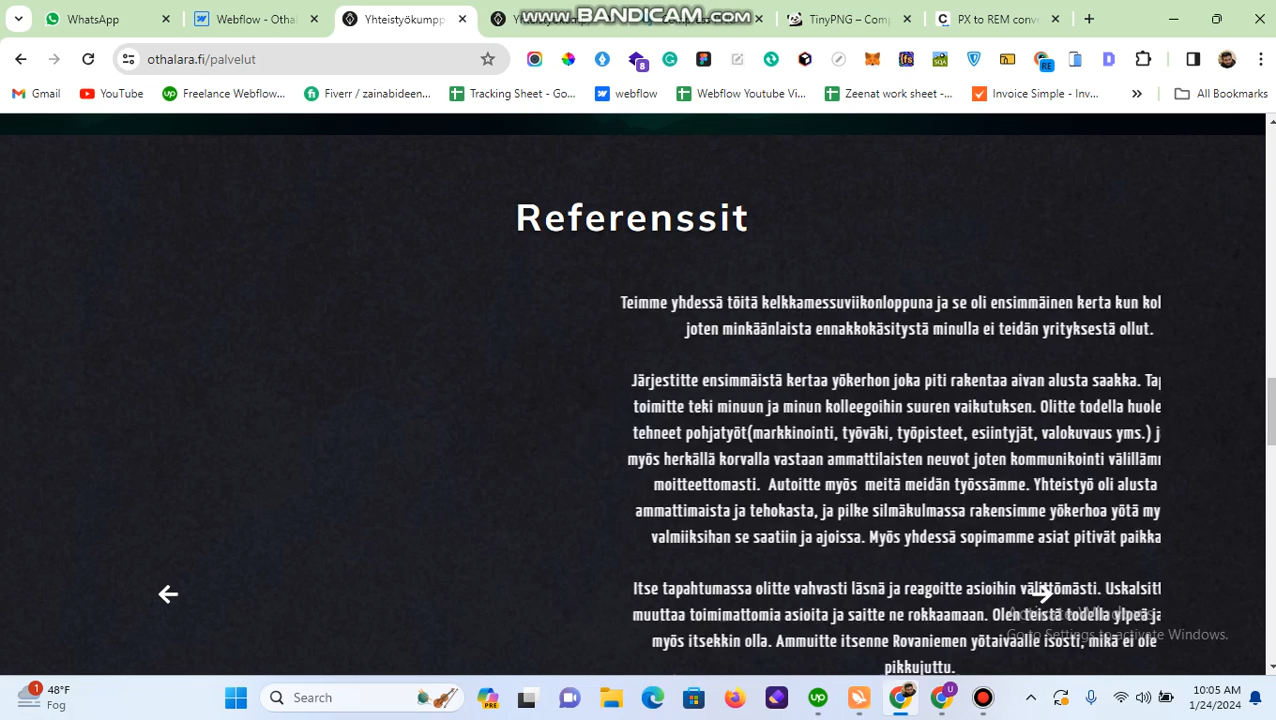 WhatsApp
Webflow - Otha
Yhteistyökump
www.BANDICAM.com
TinyPNG – Com
PX to REM conv
othalara.fi/palvelut
8
RE
Gmail
YouTube
Freelance Webflow...
Fiverr / zainabideen...
Tracking Sheet - Go...
webflow
Webflow Youtube Vi...
Zeenat work sheet -...
Invoice Simple - Inv...
All Bookmarks
Referenssit
Teimme yhdessä töitä kelkkamessuviikonloppuna ja se oli ensimmäinen kerta kun kol
joten minkäänlaista ennakkokäsitystä minulla ei teidän yrityksestä ollut.
Järjestitte ensimmäistä kertaa yökerhon joka piti rakentaa aivan alusta saakka. Tap
toimitte teki minuun ja minun kolleegoihin suuren vaikutuksen. Olitte todella huole
tehneet pohjatyöt(markkinointi, työväki, työpisteet, esiintyjät, valokuvaus yms.) j
myös herkällä korvalla vastaan ammattilaisten neuvot joten kommunikointi välillämm
moitteettomasti. Autoitte myös meitä meidän työssämme. Yhteistyö oli alusta
ammattimaista ja tehokasta, ja pilke silmäkulmassa rakensimme yökerhoa yötä my
valmiiksihan se saatiin ja ajoissa. Myös yhdessä sopimamme asiat pitivät paikka
Itse tapahtumassa olitte vahvasti läsnä ja reagoitte asioihin välittömästi. Uskalsitt
muuttaa toimimattomia asioita ja saitte ne rokkaamaan. Olen teistä todella ylpeä ja
myös itsekkin olla. Ammuitte itsenne Rovaniemen yötaivaalle isosti, mikä ei ole
pikkujuttu.
Activate Windows
Go to Settings to activate Windows.
1
48°F
Fog
Search
PRE
U
10:05 AM
1/24/2024